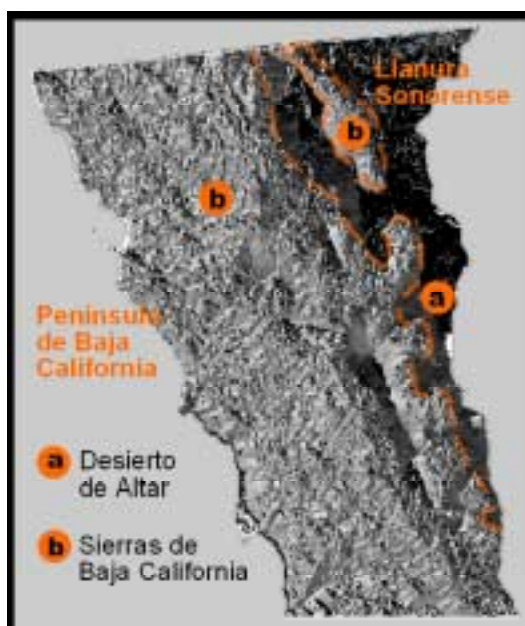 Llanura
Sonorense
b
b
a
Península
de Baja
California
a Desierto
de Altar
b Sierras de
Baja California